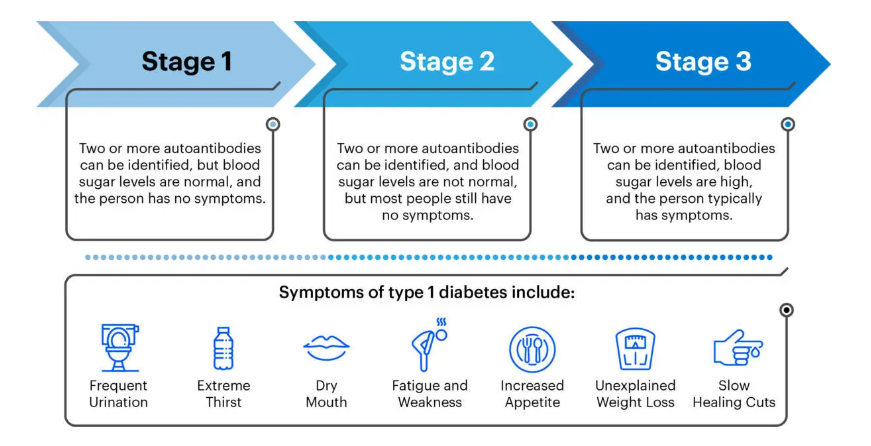 Stage 1
Stage 2
Stage 3
Two or more autoantibodies
can be identified, but blood
sugar levels are normal, and
the person has no symptoms.
Two or more autoantibodies
can be identified, and blood
sugar levels are not normal,
but most people still have
no symptoms.
Two or more autoantibodies
can be identified, blood
sugar levels are high,
and the person typically
has symptoms.
Symptoms of type 1 diabetes include:
Frequent
Urination
Extreme
Thirst
Dry
Mouth
Fatigue and
Weakness
Increased
Appetite
Unexplained
Weight Loss
Slow
Healing Cuts